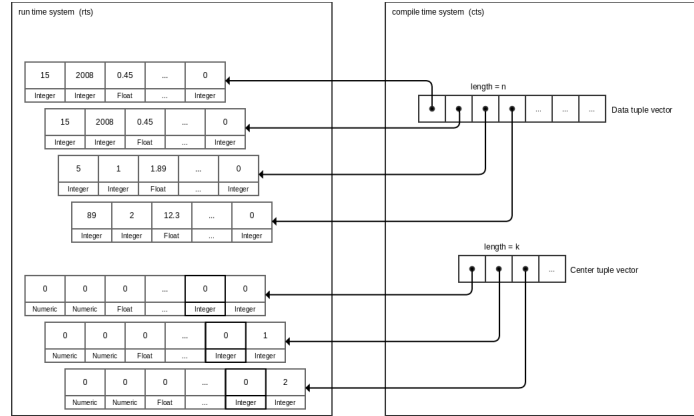 run time system (rts)
compile time system (cts)
15 2008 0.45 ... 0
Integer Integer Float ... Integer
length = n
... ... ...
Data tuple vector
15 2008 0.45 ... 0
Integer Integer Float ... Integer
5 1 1.89 ... 0
Integer Integer Float ... Integer
89 2 12.3 ... 0
Integer Integer Float ... Integer
length = k
...
Center tuple vector
0 0 0 ... 0 0
Numeric Numeric Float ... Integer Integer
0 0 0 ... 0 1
Numeric Numeric Float ... Integer Integer
0 0 0 ... 0 2
Numeric Numeric Float ... Integer Integer